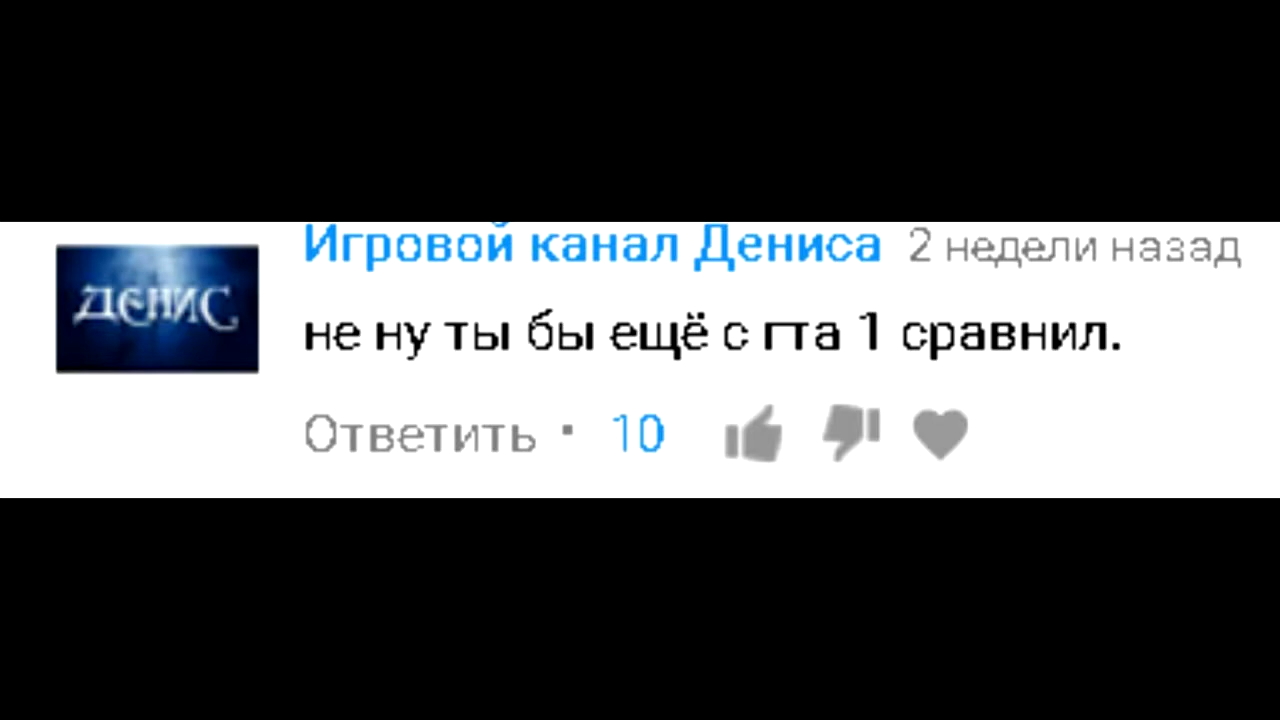 Игровой канал Дениса 2 недели назад
ДЕНИС
не ну ты бы ещё с гта 1 сравнил.
Ответить · 10